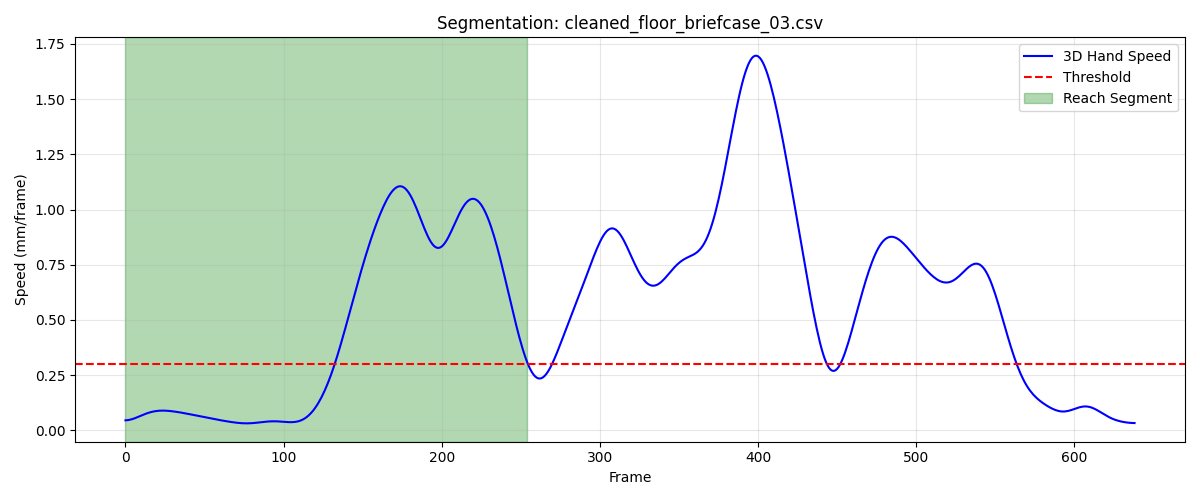 Segmentation: cleaned_floor_briefcase_03.csv
3D Hand Speed
Threshold
Reach Segment
Speed (mm/frame)
1.75
1.50
1.25
1.00
0.75
0.50
0.25
0.00
0 100 200 300 400 500 600
Frame